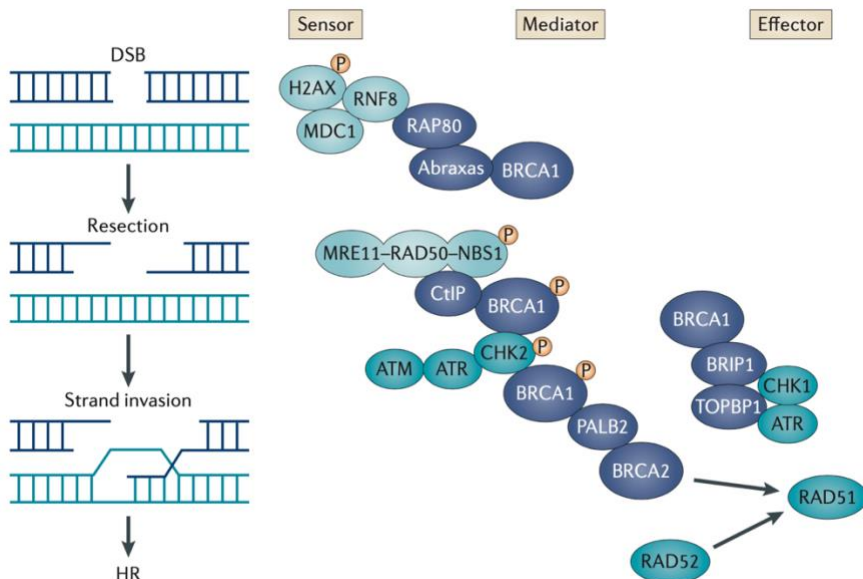 Sensor
Mediator
Effector
DSB
P
H2AX
RNF8
MDC1
RAP80
Abraxas
BRCA1
Resection
P
MRE11–RAD50–NBS1
CtIP
BRCA1
P
CHK2
P
ATM
ATR
BRCA1
P
PALB2
BRCA2
BRCA1
BRIP1
CHK1
TOPBP1
ATR
Strand invasion
RAD51
RAD52
HR